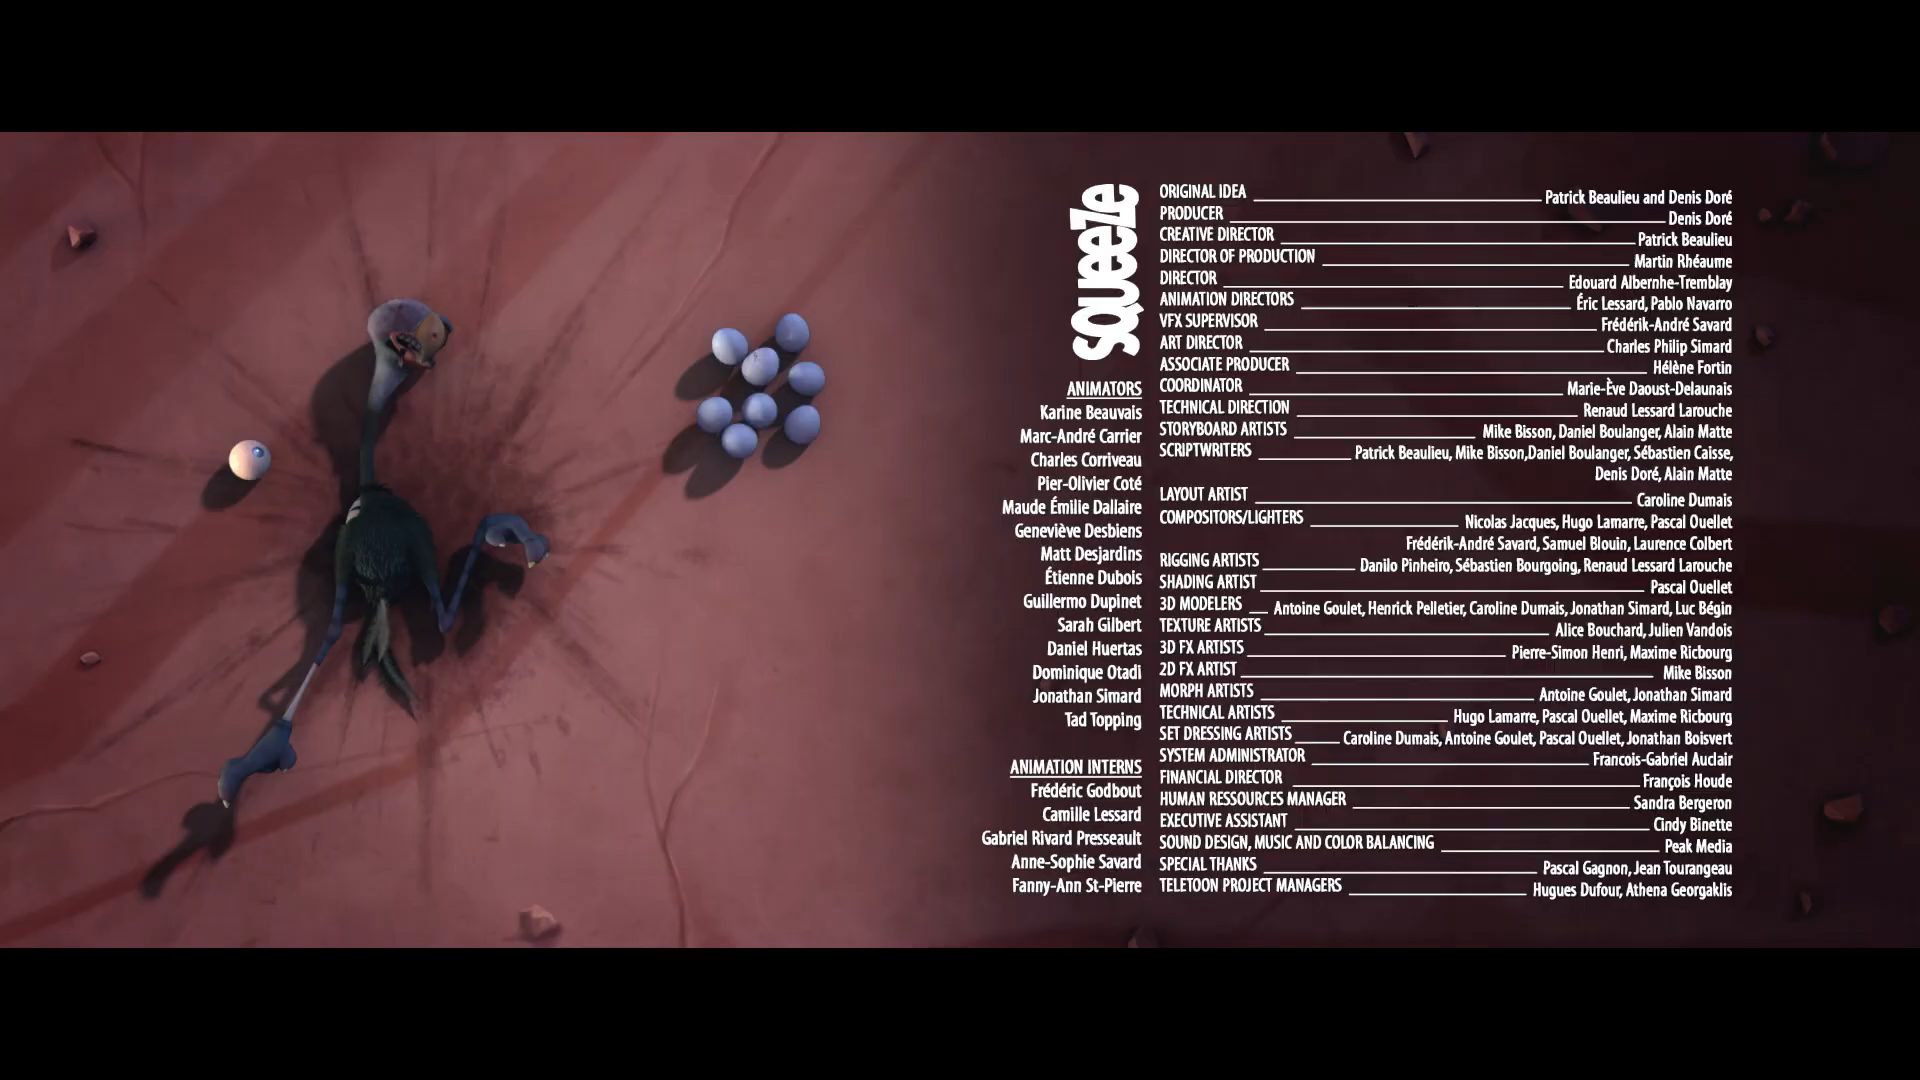 squeeze
ANIMATORS
Karine Beauvais
Marc-André Carrier
Charles Corriveau
Pier-Olivier Coté
Maude Émilie Dallaire
Geneviève Desbiens
Matt Desjardins
Étienne Dubois
Guillermo Dupinet
Sarah Gilbert
Daniel Huertas
Dominique Otadi
Jonathan Simard
Tad Topping
ANIMATION INTERNS
Frédéric Godbout
Camille Lessard
Gabriel Rivard Presseault
Anne-Sophie Savard
Fanny-Ann St-Pierre
ORIGINAL IDEA Patrick Beaulieu and Denis Doré
PRODUCER Denis Doré
CREATIVE DIRECTOR Patrick Beaulieu
DIRECTOR OF PRODUCTION Martin Rhéaume
DIRECTOR Edouard Albernhe-Tremblay
ANIMATION DIRECTORS Éric Lessard, Pablo Navarro
VFX SUPERVISOR Frédérik-André Savard
ART DIRECTOR Charles Philip Simard
ASSOCIATE PRODUCER Hélène Fortin
COORDINATOR Marie-Ève Daoust-Delaunais
TECHNICAL DIRECTION Renaud Lessard Larouche
STORYBOARD ARTISTS Mike Bisson, Daniel Boulanger, Alain Matte
SCRIPTWRITERS Patrick Beaulieu, Mike Bisson,Daniel Boulanger, Sébastien Caisse,
Denis Doré, Alain Matte
LAYOUT ARTIST Caroline Dumais
COMPOSITORS/LIGHTERS Nicolas Jacques, Hugo Lamarre, Pascal Ouellet
Frédérik-André Savard, Samuel Blouin, Laurence Colbert
RIGGING ARTISTS Danilo Pinheiro, Sébastien Bourgoing, Renaud Lessard Larouche
SHADING ARTIST Pascal Ouellet
3D MODELERS Antoine Goulet, Henrick Pelletier, Caroline Dumais, Jonathan Simard, Luc Bégin
TEXTURE ARTISTS Alice Bouchard, Julien Vandois
3D FX ARTISTS Pierre-Simon Henri, Maxime Ricbourg
2D FX ARTIST Mike Bisson
MORPH ARTISTS Antoine Goulet, Jonathan Simard
TECHNICAL ARTISTS Hugo Lamarre, Pascal Ouellet, Maxime Ricbourg
SET DRESSING ARTISTS Caroline Dumais, Antoine Goulet, Pascal Ouellet, Jonathan Boisvert
SYSTEM ADMINISTRATOR Francois-Gabriel Auclair
FINANCIAL DIRECTOR François Houde
HUMAN RESSOURCES MANAGER Sandra Bergeron
EXECUTIVE ASSISTANT Cindy Binette
SOUND DESIGN, MUSIC AND COLOR BALANCING Peak Media
SPECIAL THANKS Pascal Gagnon, Jean Tourangeau
TELETOON PROJECT MANAGERS Hugues Dufour, Athena Georgaklis